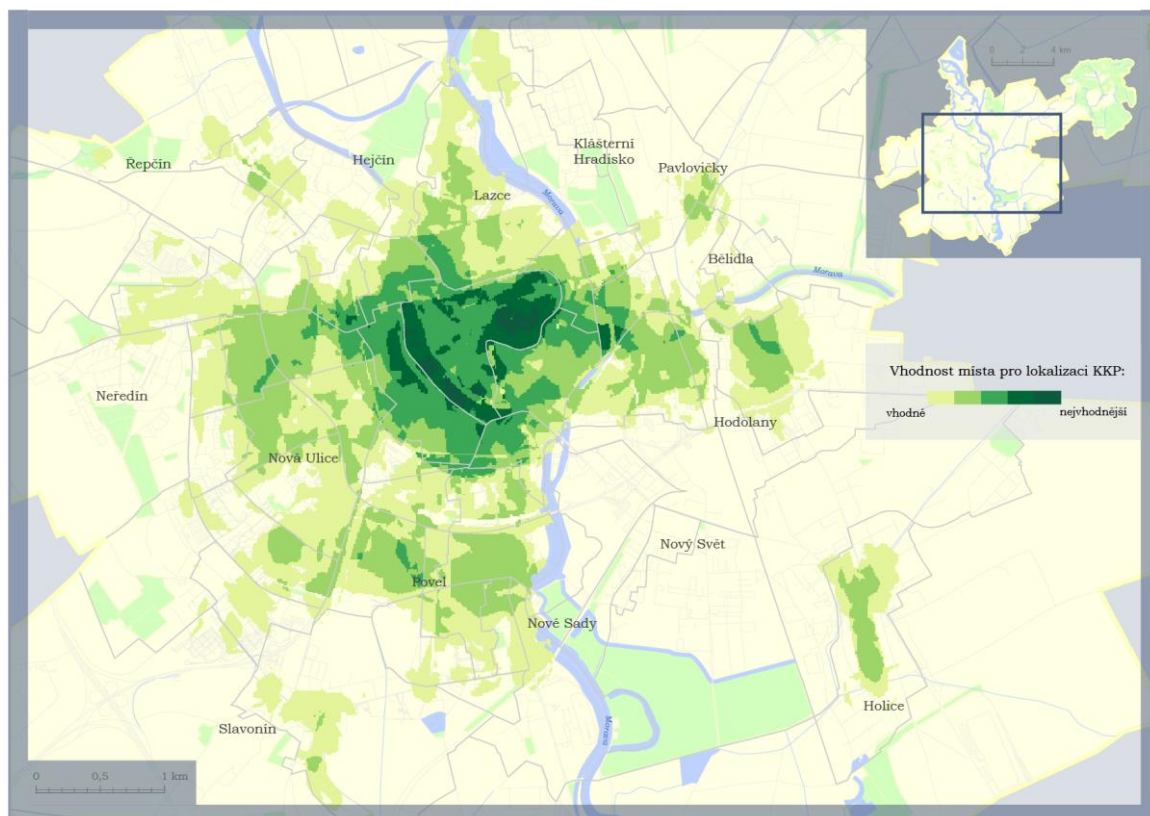 0 2 4 km
Klášterní
Hradisko
Řepčín
Hejčín
Pavlovičky
Lazce
Morava
Bělidla
Morava
Vhodnost místa pro lokalizaci KKP:
vhodné
nejvhodnější
Neředín
Hodolany
Nová Ulice
Nový Svět
Povel
Nové Sady
Holice
Slavonín
Morava
0 0,5 1 km